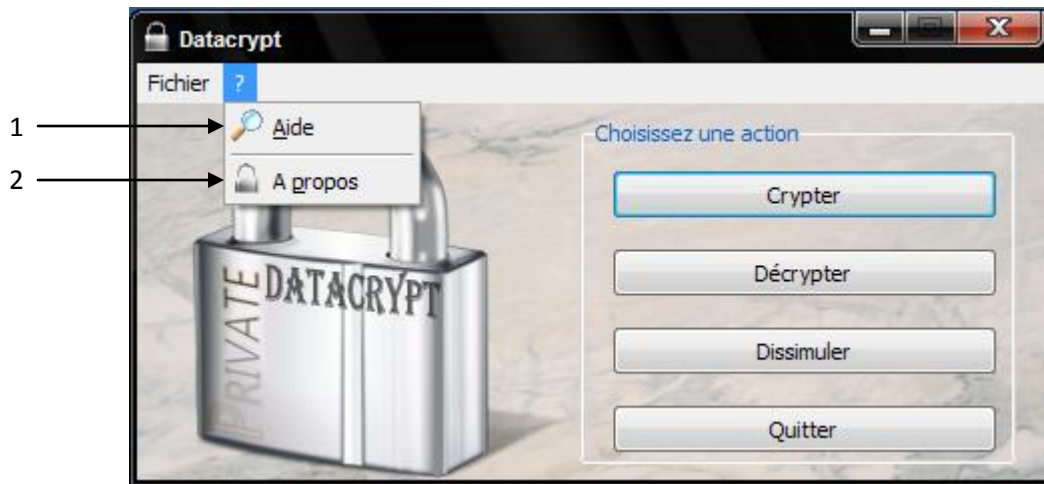 Datacrypt
Fichier ?
1
Aide
2
A propos
Choisissez une action
Crypter
Décrypter
Dissimuler
Quitter
PRIVATE
DATACRYPT